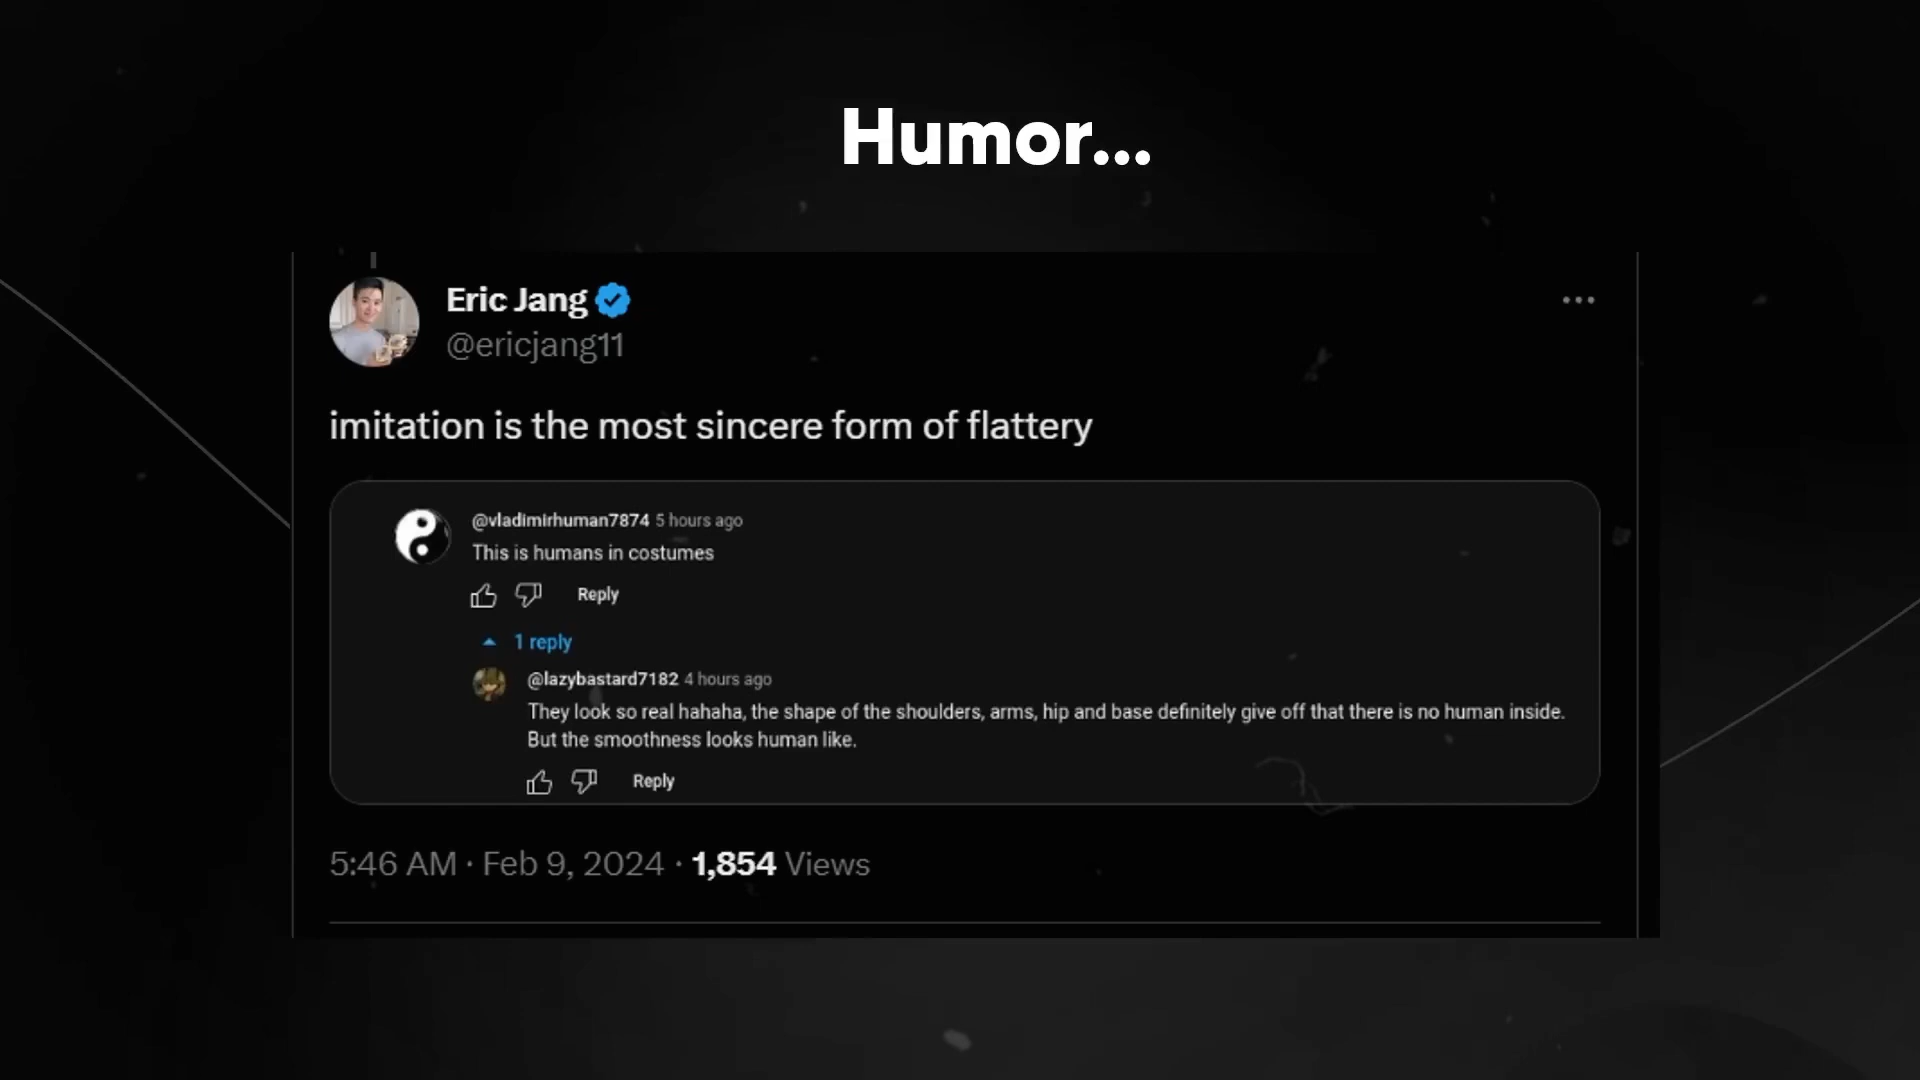 Humor...
Eric Jang
@ericjang11
imitation is the most sincere form of flattery
@vladimirhuman7874 5 hours ago
This is humans in costumes
Reply
1 reply
@lazybastard7182 4 hours ago
They look so real hahaha, the shape of the shoulders, arms, hip and base definitely give off that there is no human inside.
But the smoothness looks human like.
Reply
5:46 AM · Feb 9, 2024 · 1,854 Views